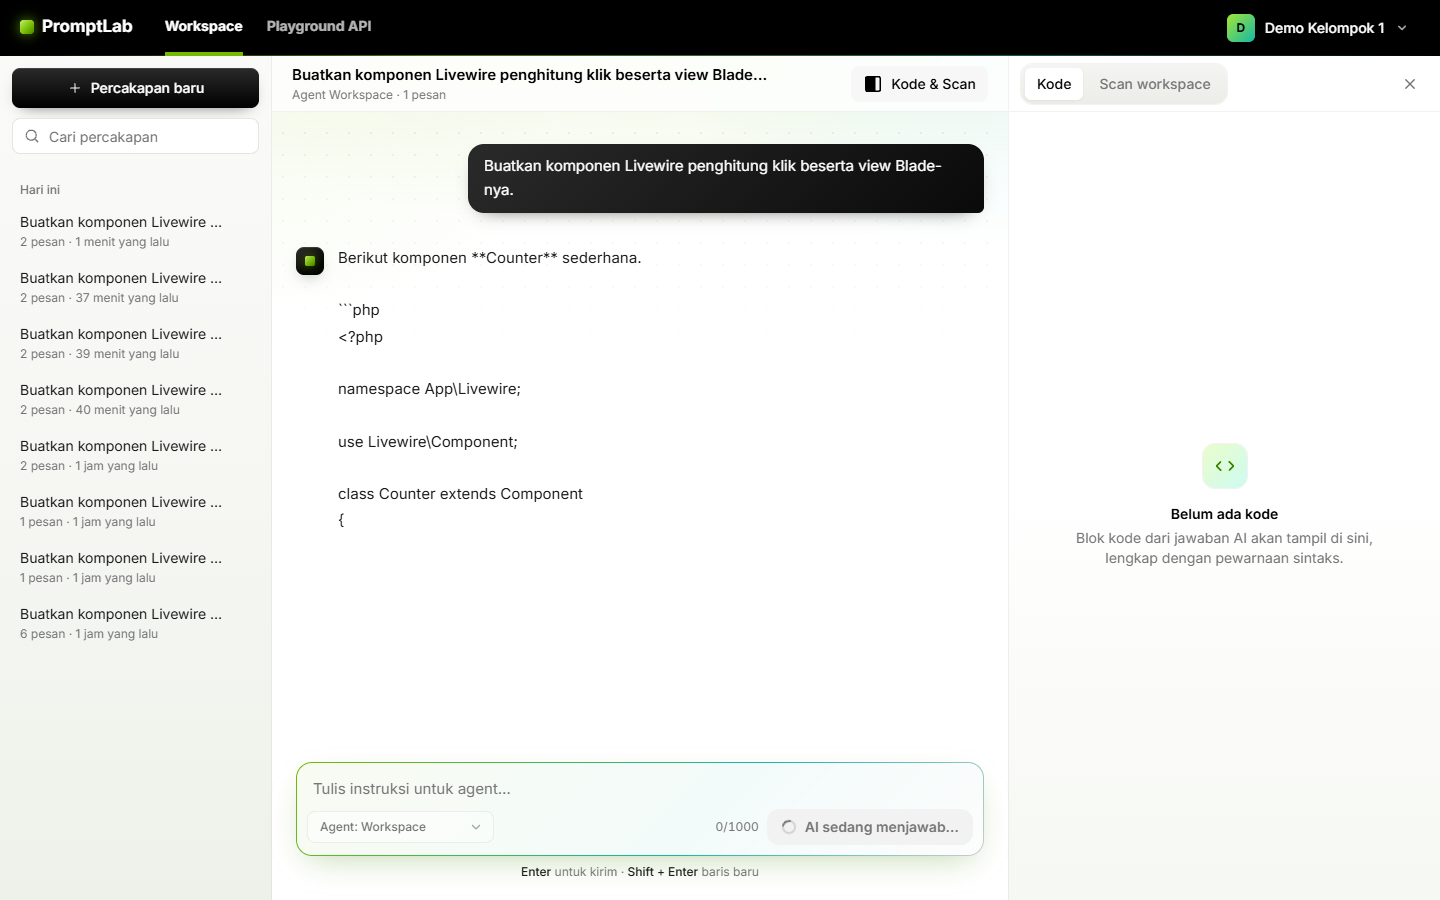 PromptLab
Workspace
Playground API
D
Demo Kelompok 1
Percakapan baru
Cari percakapan
Hari ini
Buatkan komponen Livewire ...
2 pesan · 1 menit yang lalu
Buatkan komponen Livewire ...
2 pesan · 37 menit yang lalu
Buatkan komponen Livewire ...
2 pesan · 39 menit yang lalu
Buatkan komponen Livewire ...
2 pesan · 40 menit yang lalu
Buatkan komponen Livewire ...
2 pesan · 1 jam yang lalu
Buatkan komponen Livewire ...
1 pesan · 1 jam yang lalu
Buatkan komponen Livewire ...
1 pesan · 1 jam yang lalu
Buatkan komponen Livewire ...
6 pesan · 1 jam yang lalu
Buatkan komponen Livewire penghitung klik beserta view Blade...
Agent Workspace · 1 pesan
Kode & Scan
Buatkan komponen Livewire penghitung klik beserta view Blade-
nya.
Berikut komponen **Counter** sederhana.
```php
<?php
namespace App\Livewire;
use Livewire\Component;
class Counter extends Component
{
Tulis instruksi untuk agent...
Agent: Workspace
0/1000
AI sedang menjawab...
Enter untuk kirim · Shift + Enter baris baru
Kode
Scan workspace
Belum ada kode
Blok kode dari jawaban AI akan tampil di sini,
lengkap dengan pewarnaan sintaks.